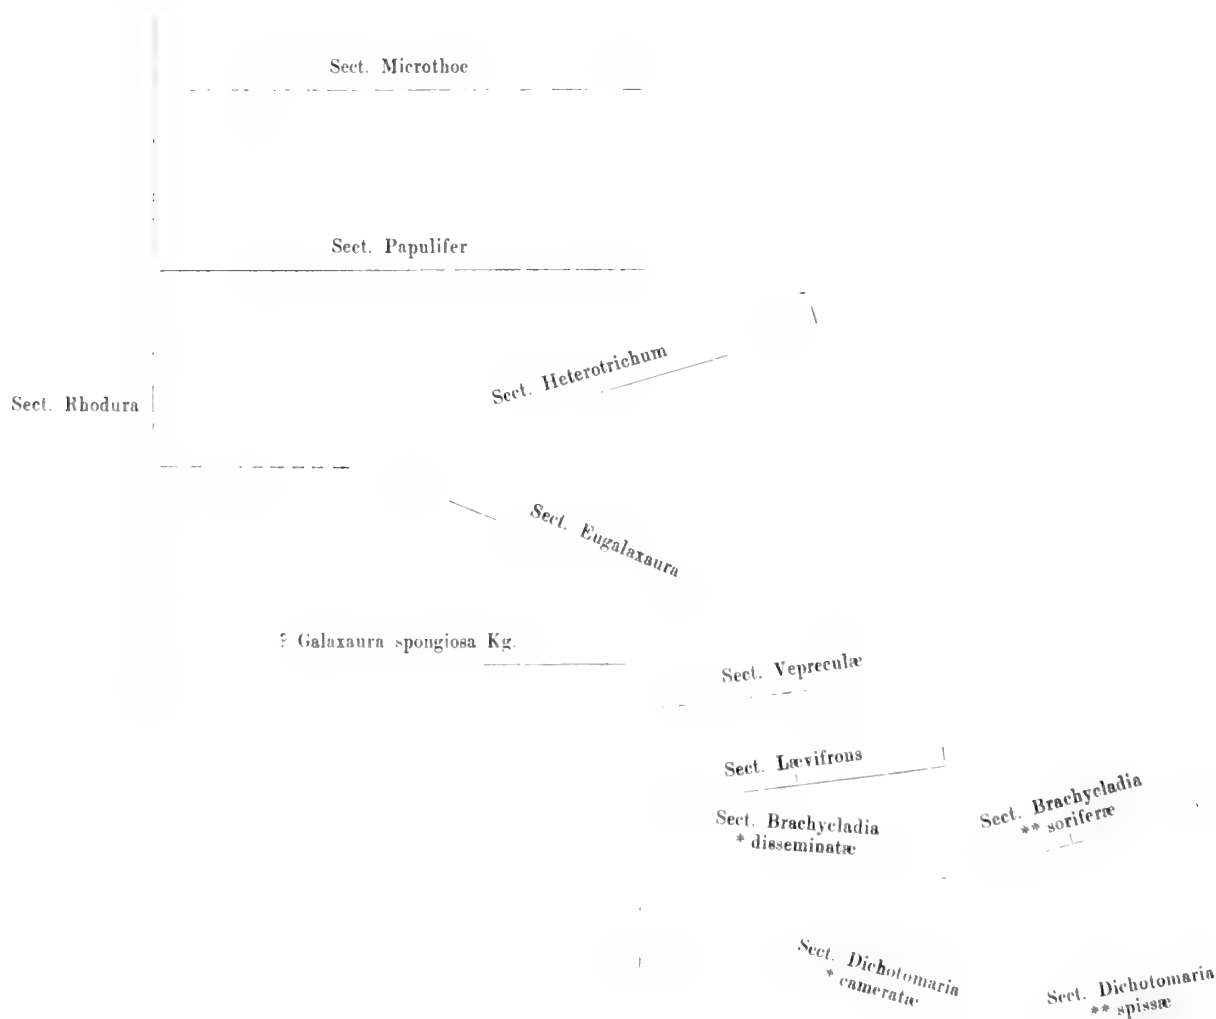 Sect. Microthoe
Sect. Papulifer
Sect. Heterotrichum
Sect. Rhodura
Sect. Eugalaxaura
? Galaxaura spongiosa Kg.
Sect. Vepreculæ
Sect. Lævifrons
Sect. Brachycladia
* disseminatæ
Sect. Brachycladia
** soriferæ
Sect. Dichotomaria
* cameratæ
Sect. Dichotomaria
** spissæ